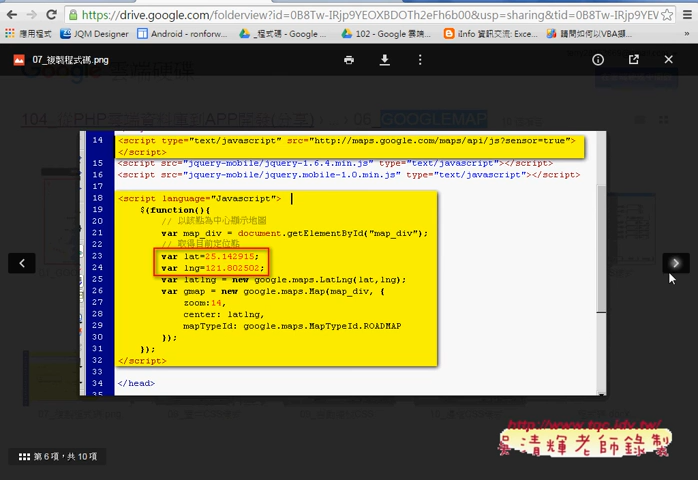 https://drive.google.com/folderview?id=0B8Tw-IRjp9YEOXBDOTh2eFh6b00&usp=sharing&tid=0B8Tw-IRjp9YEV
應用程式 JQM Designer Android - ronforwo... _程式碼 - Goog... 102 - Google 雲端... iInfo 資訊交流: Exce... 請問如何以VBA擷...
07_複製程式碼.png
14 <script type="text/javascript" src="http://maps.google.com/maps/api/js?sensor=true">
</script>
15 <script src="jquery-mobile/jquery-1.6.4.min.js" type="text/javascript"></script>
16 <script src="jquery-mobile/jquery.mobile-1.0.min.js" type="text/javascript"></script>
17
18 <script language="Javascript">
19 $(function(){
20 // 以該點為中心顯示地圖
21 var map_div = document.getElementById("map_div");
22 // 取得目前定位點
23 var lat=25.142915;
24 var lng=121.802502;
25 var latlng = new google.maps.LatLng(lat,lng);
26 var gmap = new google.maps.Map(map_div, {
27 zoom:14,
28 center: latlng,
29 mapTypeId: google.maps.MapTypeId.ROADMAP
30 });
31 });
32 </script>
33
34 </head>
35
第 6 項，共 10 項
吳清輝老師錄製